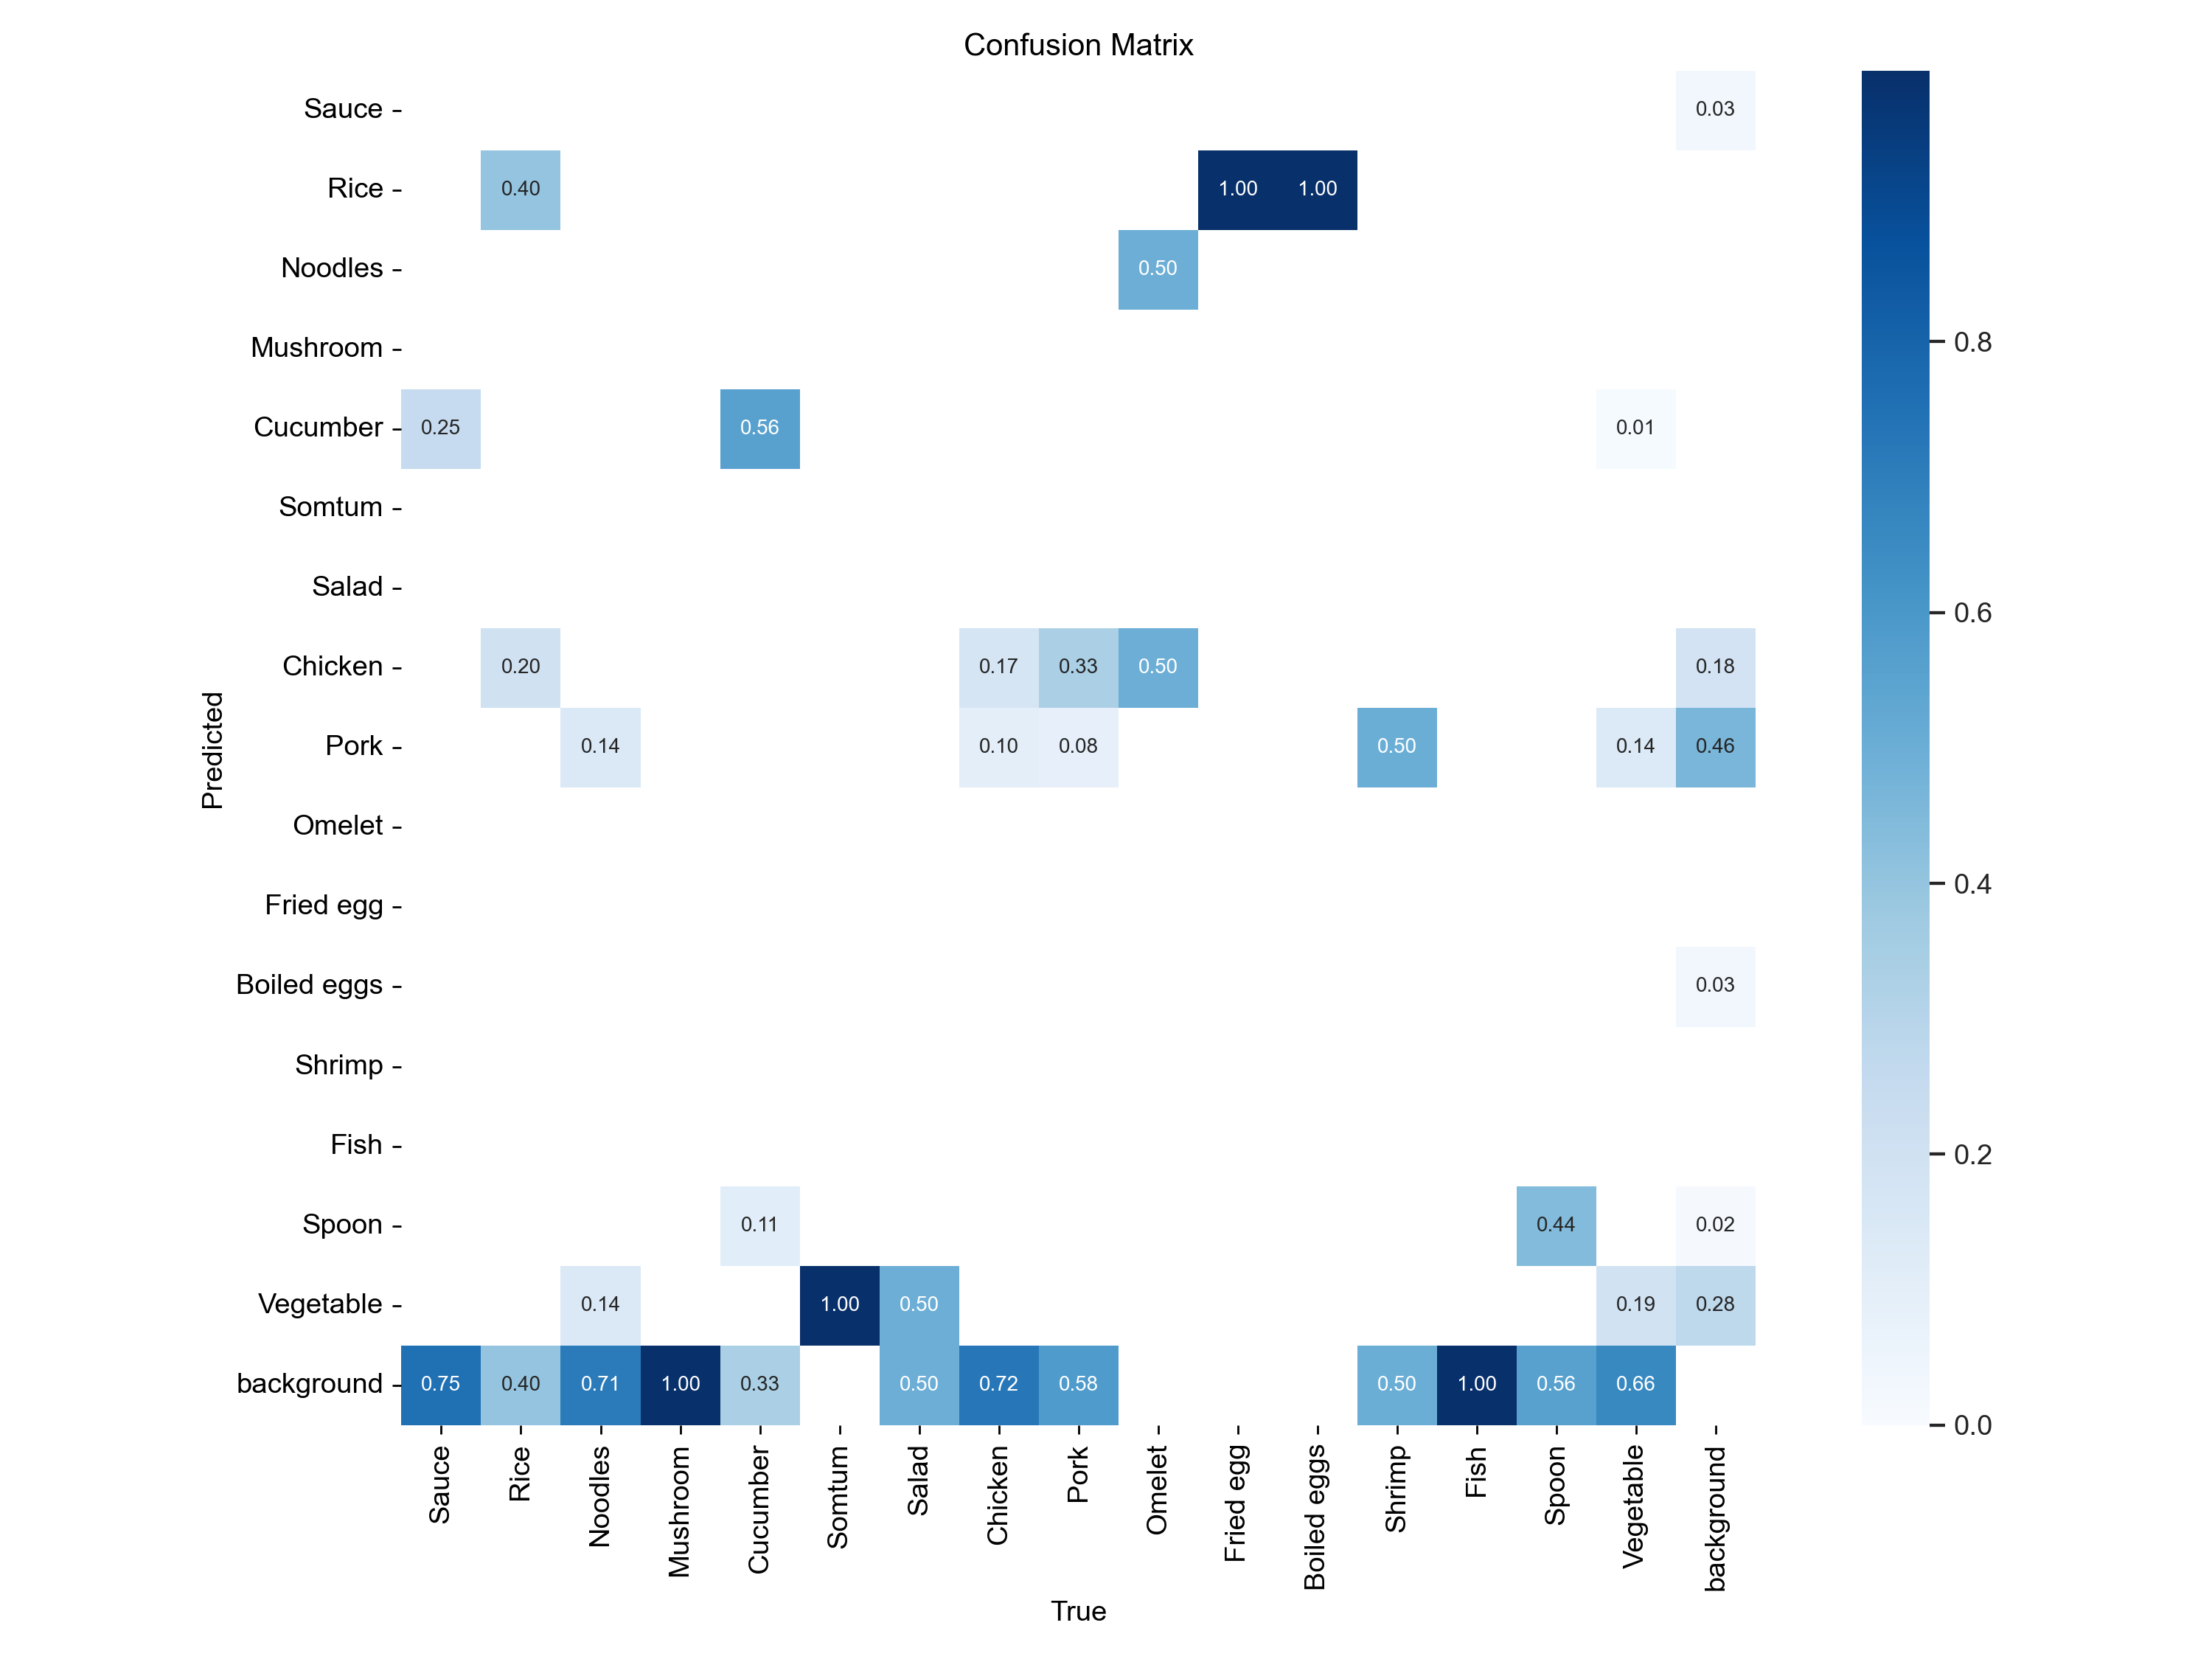 Confusion Matrix
Sauce 0.03
Rice 0.40 1.00 1.00
Noodles 0.50
Mushroom
Cucumber 0.25 0.56 0.01
Somtum
Salad
Chicken 0.20 0.17 0.33 0.50 0.18
Pork 0.14 0.10 0.08 0.50 0.14 0.46
Omelet
Fried egg
Boiled eggs 0.03
Shrimp
Fish
Spoon 0.11 0.44 0.02
Vegetable 0.14 1.00 0.50 0.19 0.28
background 0.75 0.40 0.71 1.00 0.33 0.50 0.72 0.58 0.50 1.00 0.56 0.66
Predicted
Sauce Rice Noodles Mushroom Cucumber Somtum Salad Chicken Pork Omelet Fried egg Boiled eggs Shrimp Fish Spoon Vegetable background
True
0.8
0.6
0.4
0.2
0.0